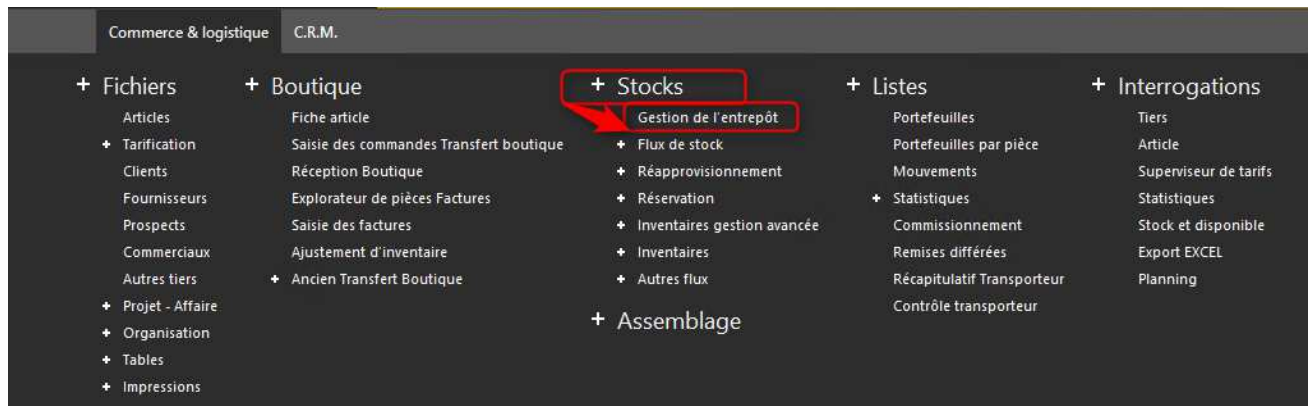 Commerce & logistique C.R.M.
+ Fichiers
Articles
+ Tarification
Clients
Fournisseurs
Prospects
Commerciaux
Autres tiers
+ Projet - Affaire
+ Organisation
+ Tables
+ Impressions
+ Boutique
Fiche article
Saisie des commandes Transfert boutique
Réception Boutique
Explorateur de pièces Factures
Saisie des factures
Ajustement d'inventaire
+ Ancien Transfert Boutique
+ Stocks
Gestion de l'entrepôt
+ Flux de stock
+ Réapprovisionnement
+ Réservation
+ Inventaires gestion avancée
+ Inventaires
+ Autres flux
+ Assemblage
+ Listes
Portefeuilles
Portefeuilles par pièce
Mouvements
+ Statistiques
Commissionnement
Remises différées
Récapitulatif Transporteur
Contrôle transporteur
+ Interrogations
Tiers
Article
Superviseur de tarifs
Statistiques
Stock et disponible
Export EXCEL
Planning